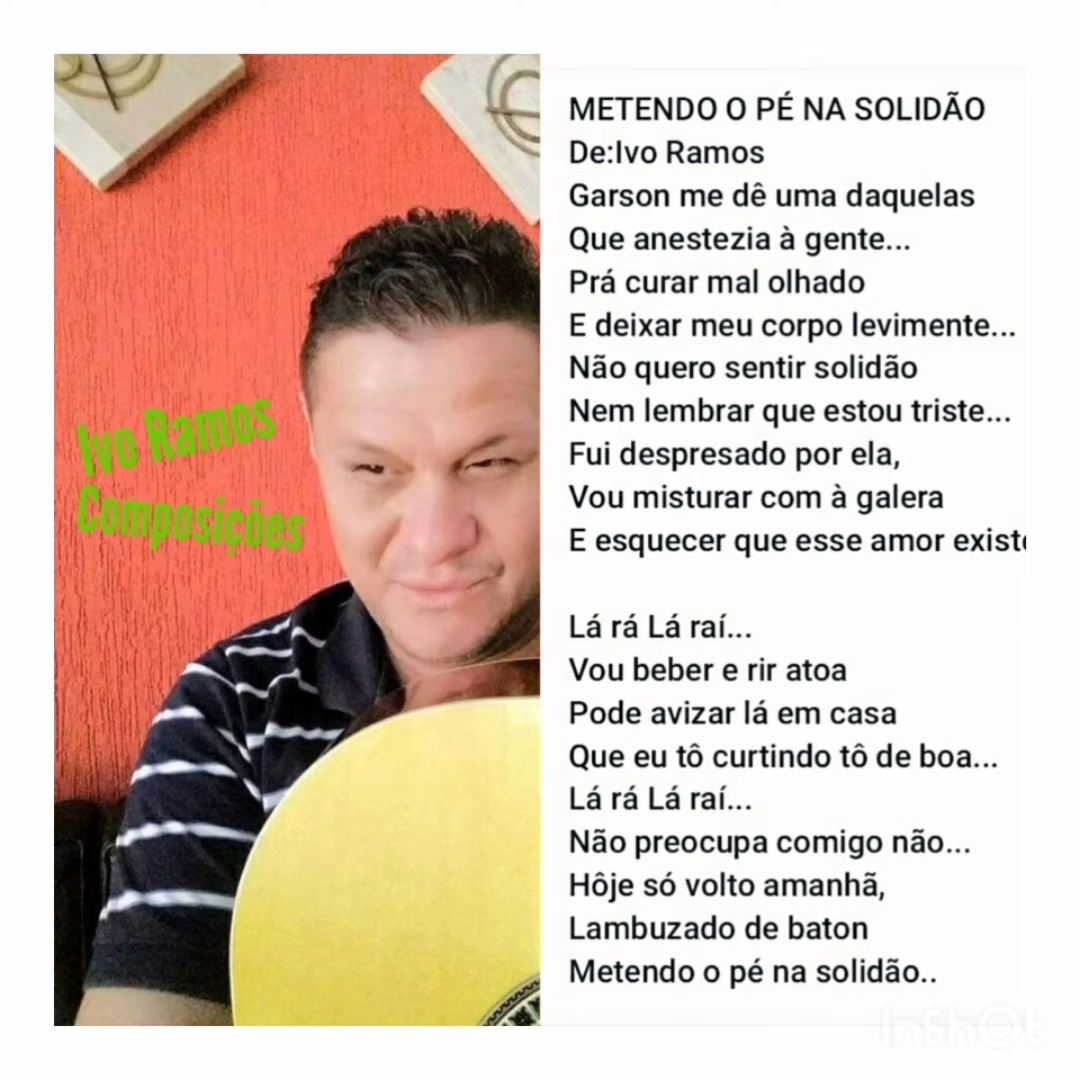 Ivo Ramos
Composições
METENDO O PÉ NA SOLIDÃO
De:Ivo Ramos
Garson me dê uma daquelas
Que anestezia à gente...
Prá curar mal olhado
E deixar meu corpo levimente...
Não quero sentir solidão
Nem lembrar que estou triste...
Fui despresado por ela,
Vou misturar com à galera
E esquecer que esse amor existe
Lá rá Lá raí...
Vou beber e rir atoa
Pode avizar lá em casa
Que eu tô curtindo tô de boa...
Lá rá Lá raí...
Não preocupa comigo não...
Hôje só volto amanhã,
Lambuzado de baton
Metendo o pé na solidão..
InShOt